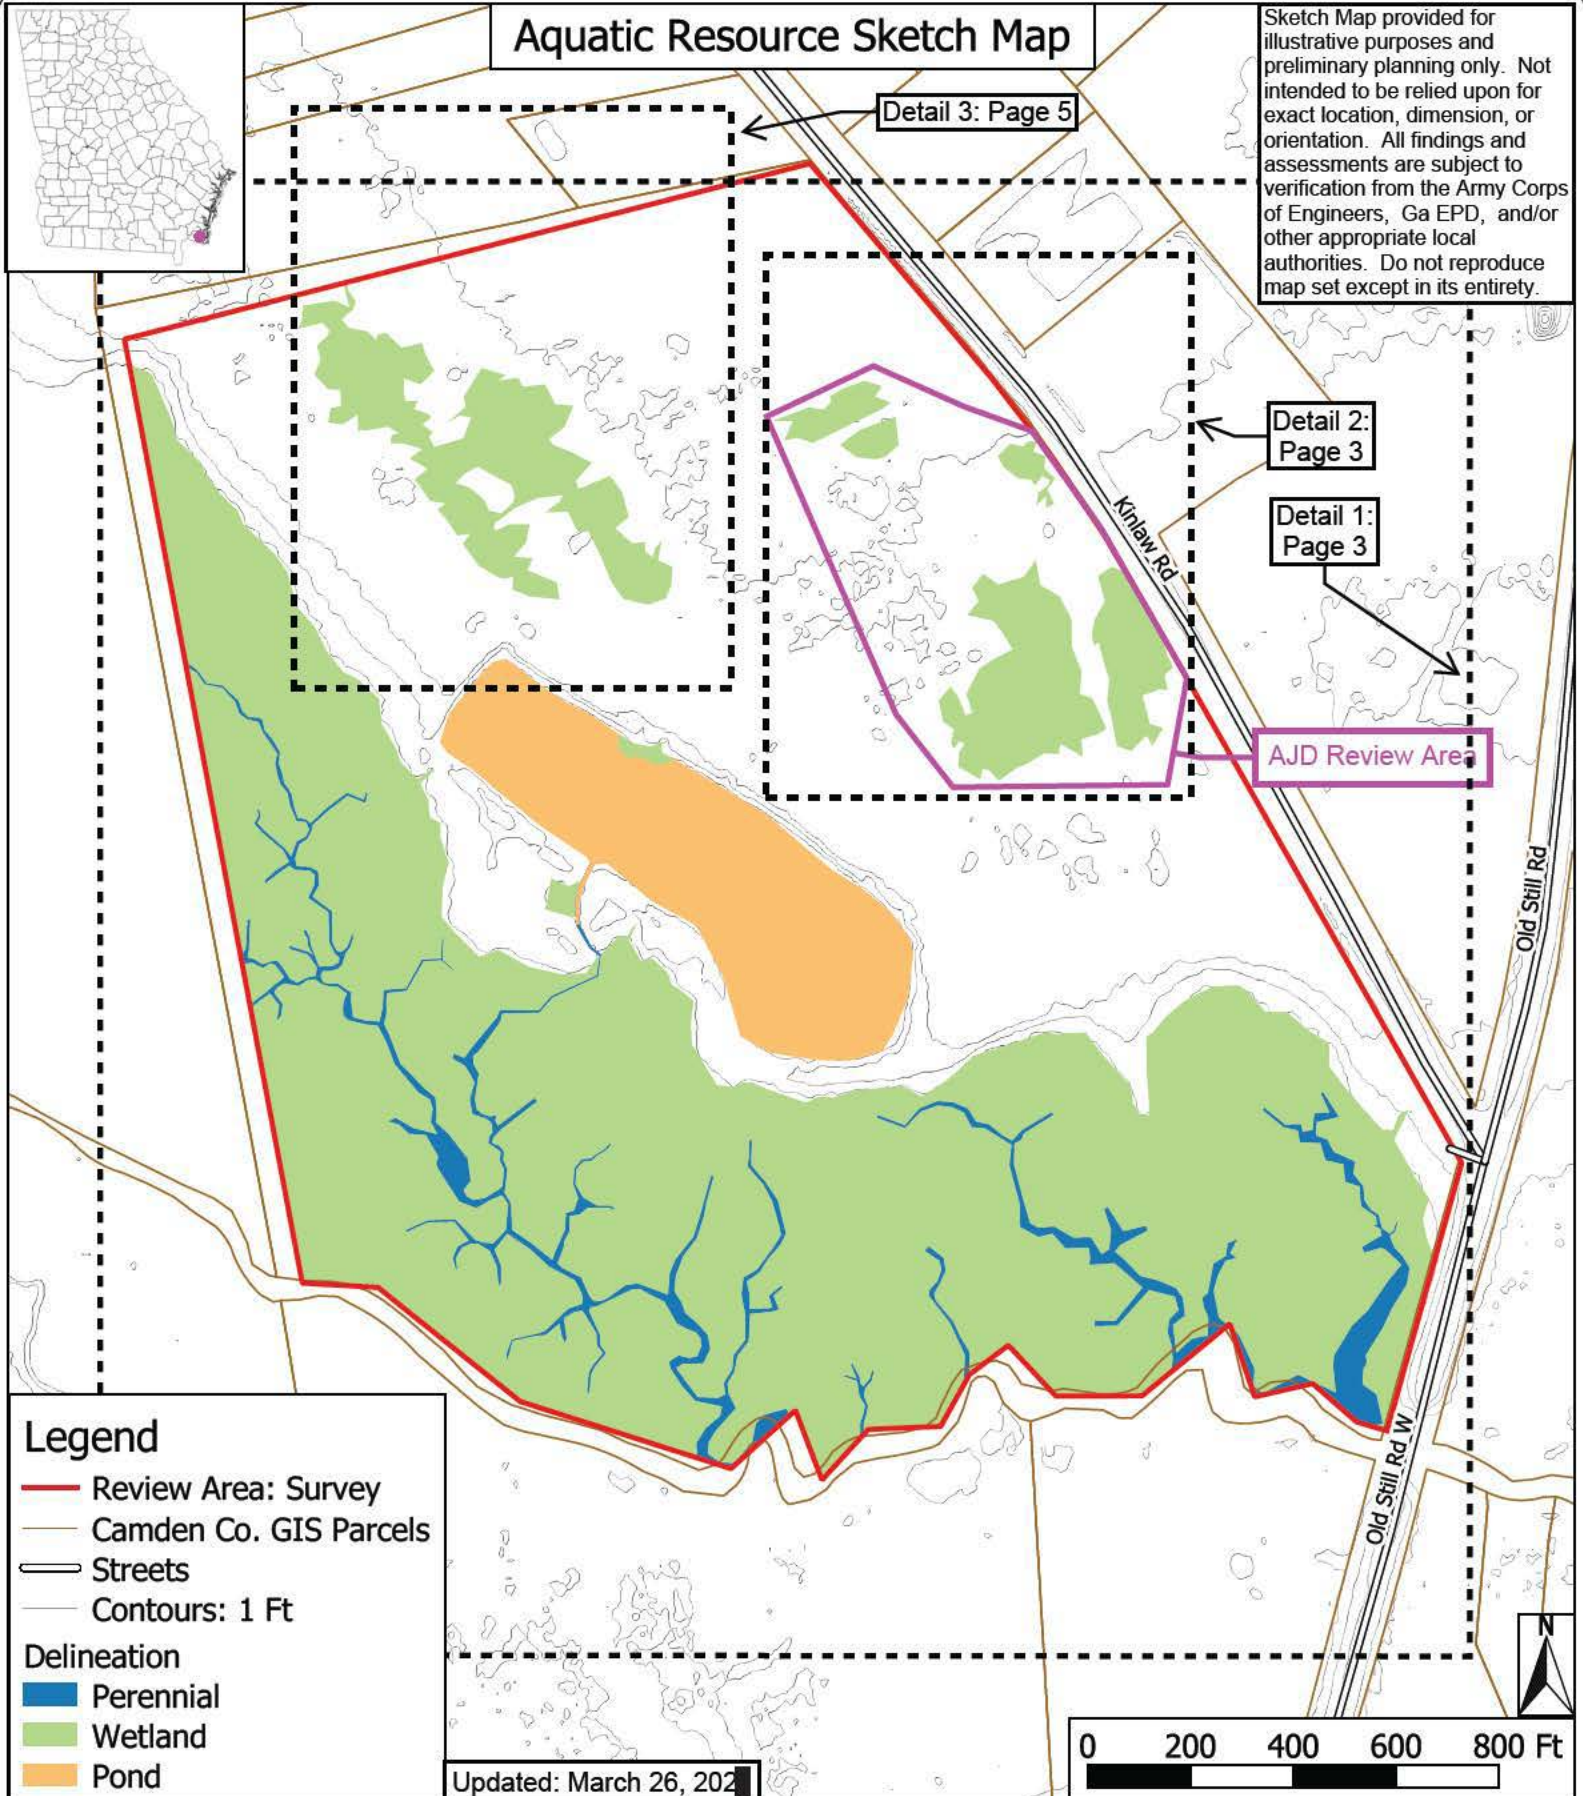 Aquatic Resource Sketch Map
Sketch Map provided for
illustrative purposes and
preliminary planning only. Not
intended to be relied upon for
exact location, dimension, or
orientation. All findings and
assessments are subject to
verification from the Army Corps
of Engineers, Ga EPD, and/or
other appropriate local
authorities. Do not reproduce
map set except in its entirety.
Detail 3: Page 5
Detail 2:
Page 3
Detail 1:
Page 3
Kinlaw Rd
AJD Review Area
Old Still Rd
Old Still Rd W
Legend
Review Area: Survey
Camden Co. GIS Parcels
Streets
Contours: 1 Ft
Delineation
Perennial
Wetland
Pond
Updated: March 26, 202
N
0 200 400 600 800 Ft